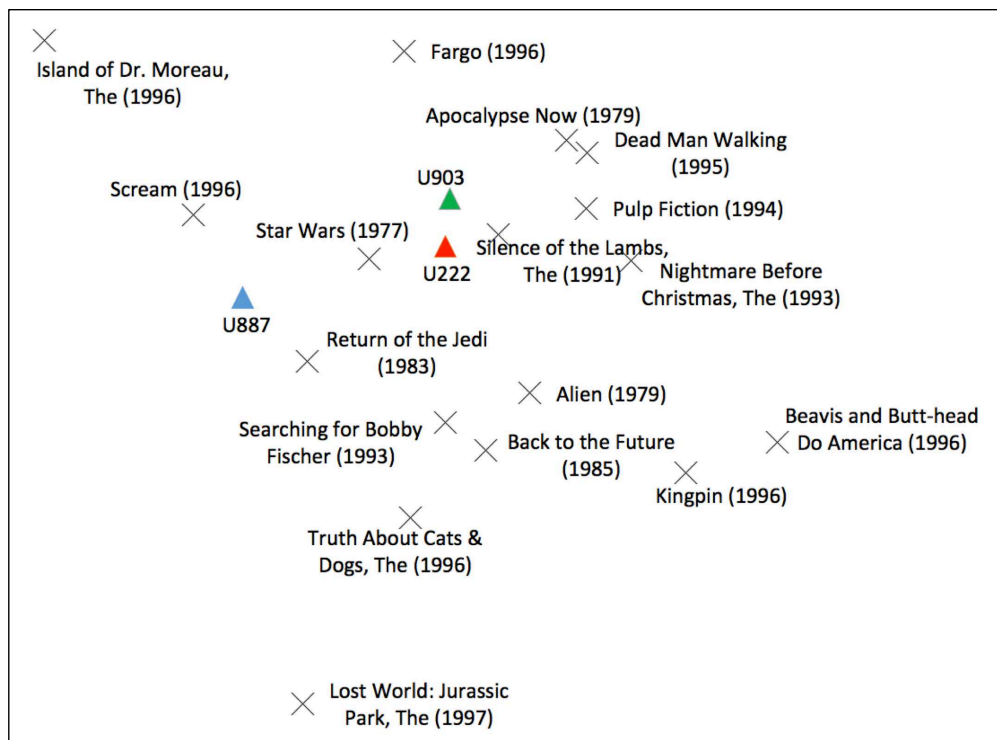 Fargo (1996)
Island of Dr. Moreau,
The (1996)
Apocalypse Now (1979)
Dead Man Walking
(1995)
U903
Scream (1996)
Pulp Fiction (1994)
Star Wars (1977)
Silence of the Lambs,
The (1991)
U222
Nightmare Before
Christmas, The (1993)
U887
Return of the Jedi
(1983)
Alien (1979)
Searching for Bobby
Fischer (1993)
Back to the Future
(1985)
Beavis and Butt-head
Do America (1996)
Kingpin (1996)
Truth About Cats &
Dogs, The (1996)
Lost World: Jurassic
Park, The (1997)